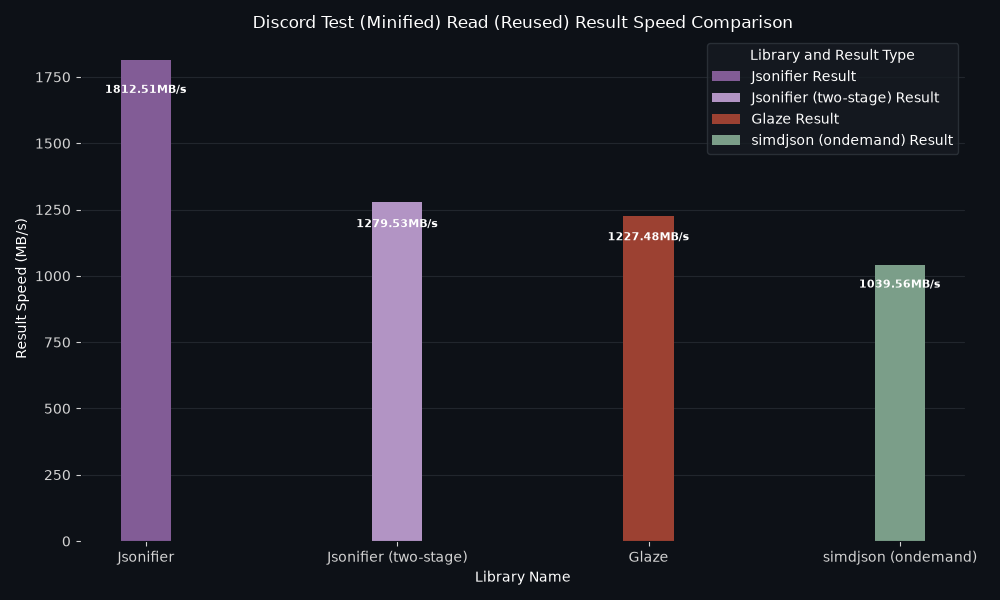 Discord Test (Minified) Read (Reused) Result Speed Comparison
Library and Result Type
Jsonifier Result
Jsonifier (two-stage) Result
Glaze Result
simdjson (ondemand) Result
Result Speed (MB/s)
1750
1500
1250
1000
750
500
250
0
1812.51MB/s
1279.53MB/s
1227.48MB/s
1039.56MB/s
Jsonifier
Jsonifier (two-stage)
Glaze
simdjson (ondemand)
Library Name